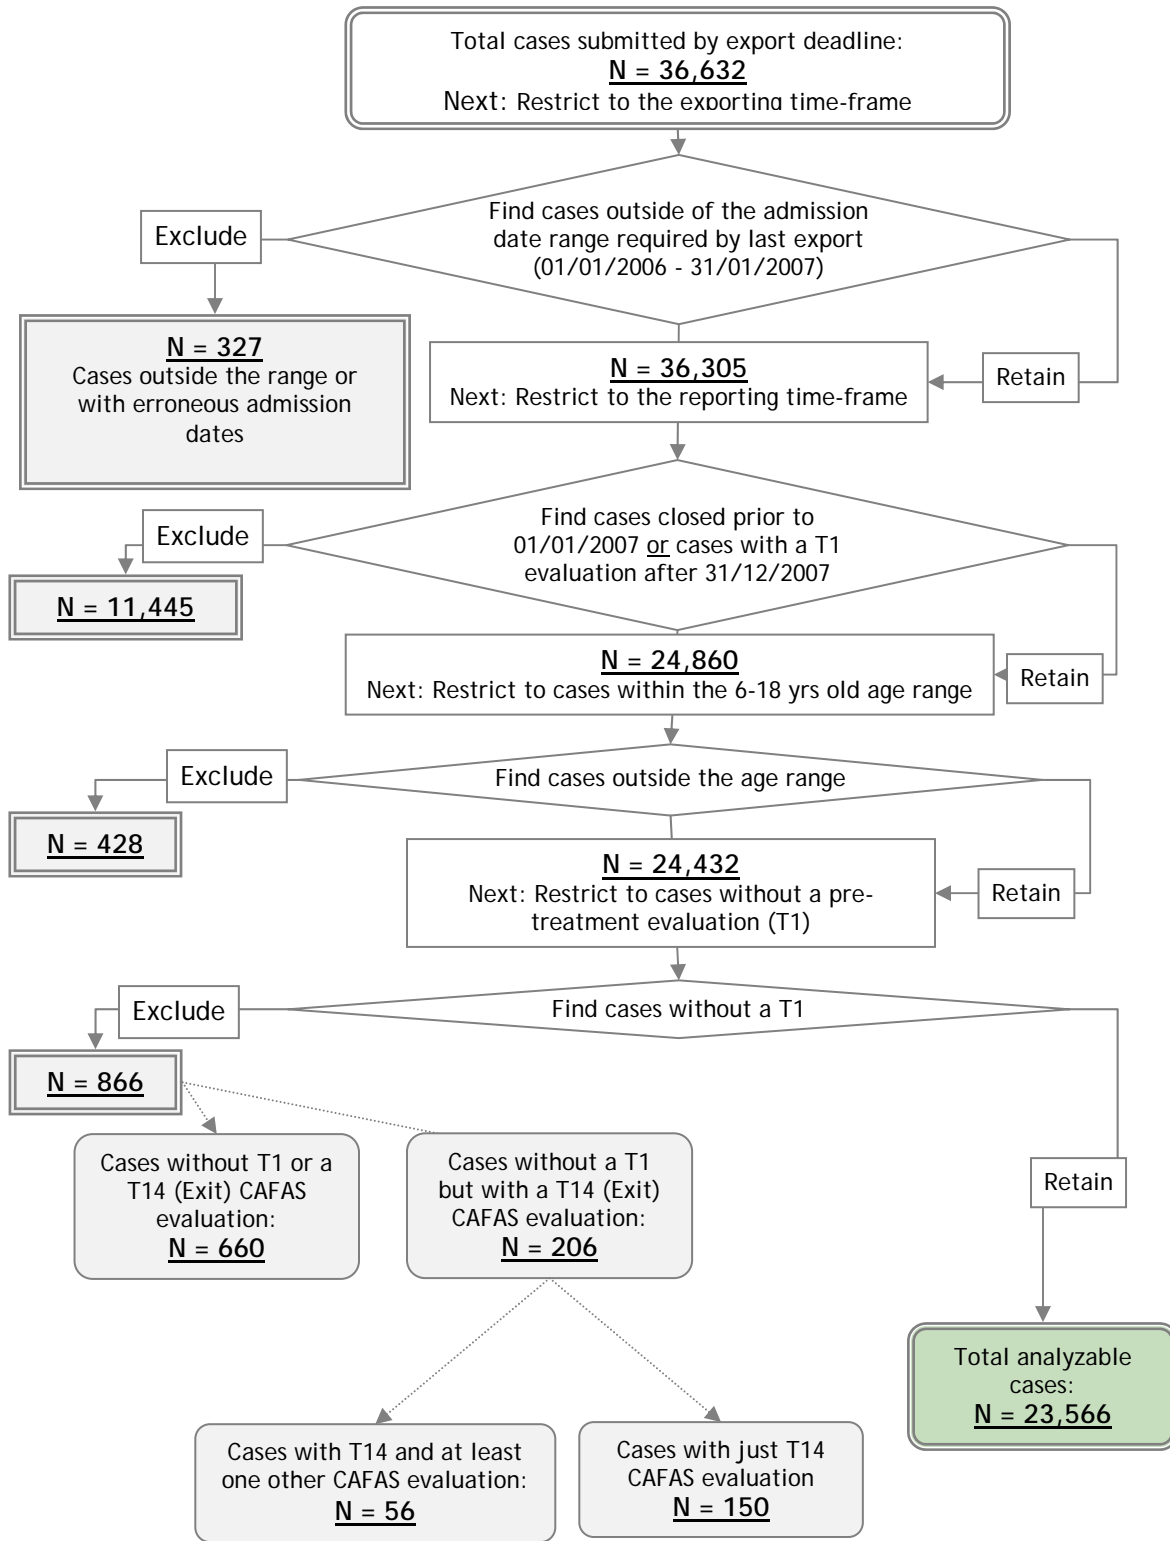 Total cases submitted by export deadline:
N = 36,632
Next: Restrict to the exporting time-frame
Find cases outside of the admission
date range required by last export
(01/01/2006 - 31/01/2007)
Exclude
N = 327
Cases outside the range or
with erroneous admission
dates
Retain
N = 36,305
Next: Restrict to the reporting time-frame
Find cases closed prior to
01/01/2007 or cases with a T1
evaluation after 31/12/2007
Exclude
N = 11,445
Retain
N = 24,860
Next: Restrict to cases within the 6-18 yrs old age range
Find cases outside the age range
Exclude
N = 428
Retain
N = 24,432
Next: Restrict to cases without a pre-
treatment evaluation (T1)
Find cases without a T1
Exclude
N = 866
Cases without T1 or a
T14 (Exit) CAFAS
evaluation:
N = 660
Cases without a T1
but with a T14 (Exit)
CAFAS evaluation:
N = 206
Retain
Total analyzable
cases:
N = 23,566
Cases with T14 and at least
one other CAFAS evaluation:
N = 56
Cases with just T14
CAFAS evaluation
N = 150